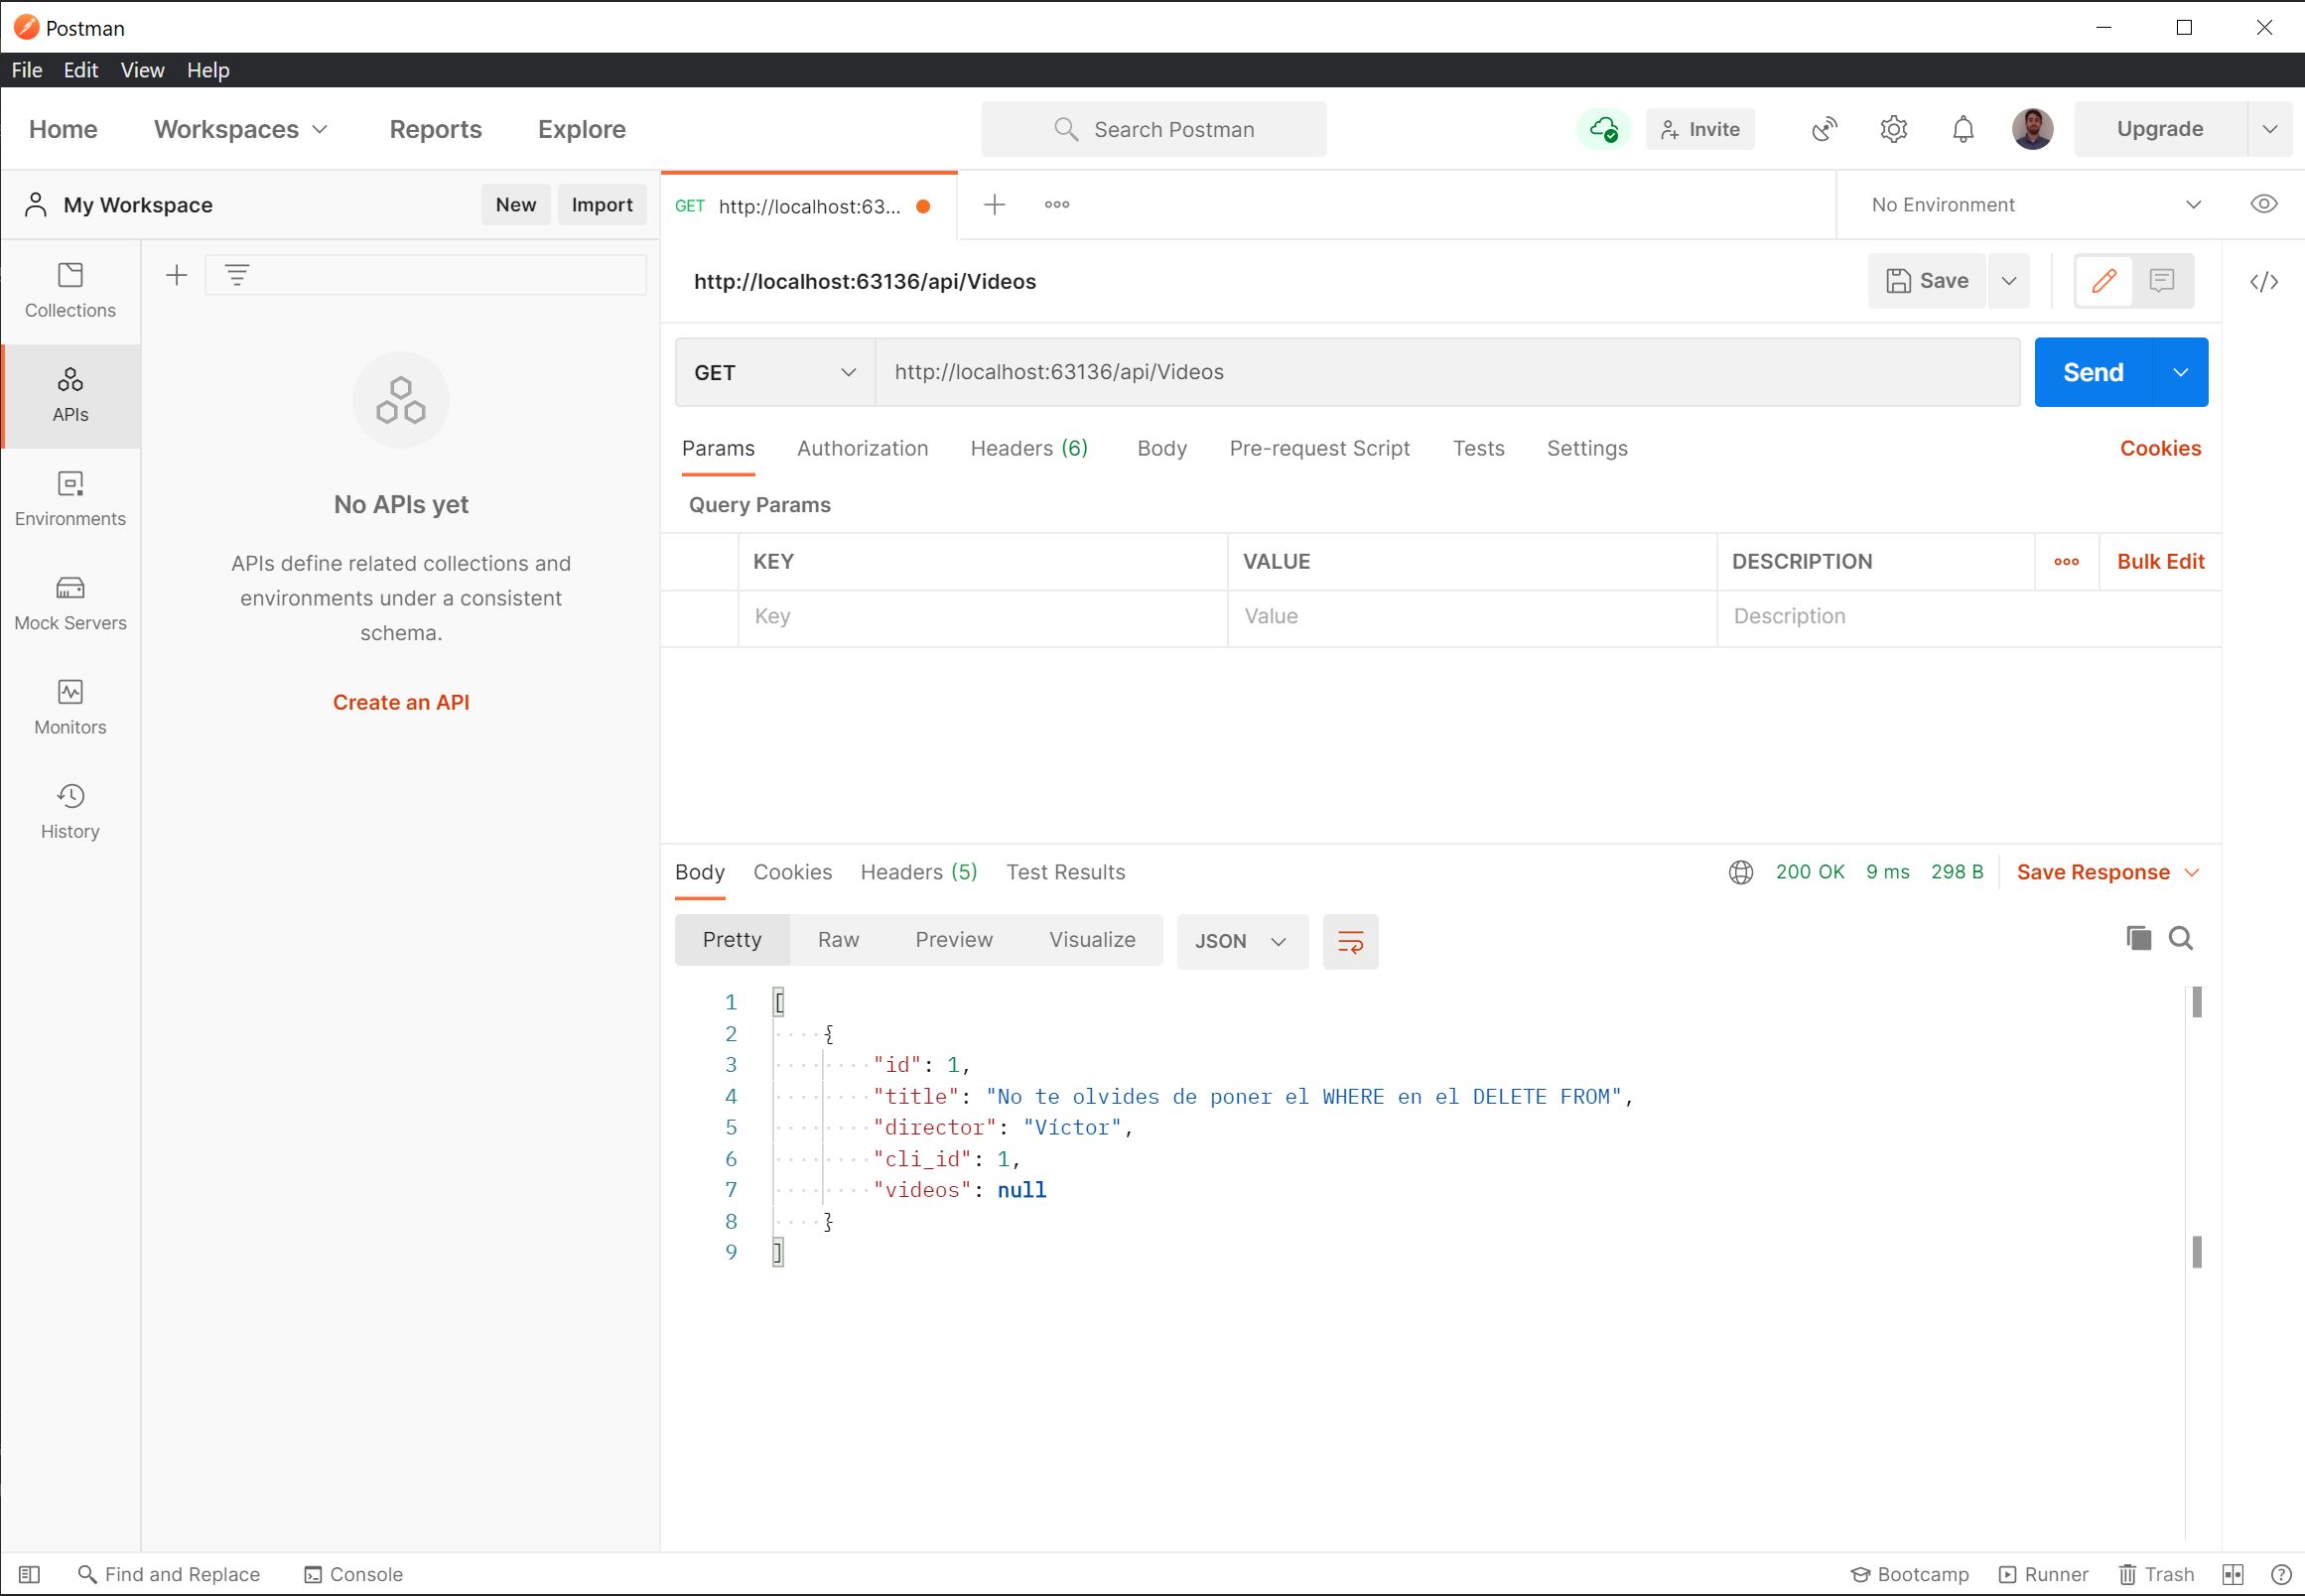 Postman
File Edit View Help
Home Workspaces Reports Explore Search Postman Invite Upgrade
My Workspace New Import GET http://localhost:63... No Environment
http://localhost:63136/api/Videos Save
Collections
GET http://localhost:63136/api/Videos Send
APIs
Params Authorization Headers (6) Body Pre-request Script Tests Settings Cookies
No APIs yet
Query Params
Environments
APIs define related collections and
environments under a consistent
schema.
KEY VALUE DESCRIPTION Bulk Edit
Key Value Description
Mock Servers
Create an API
Monitors
History
Body Cookies Headers (5) Test Results 200 OK 9 ms 298 B Save Response
Pretty Raw Preview Visualize JSON
1 [
2 {
3 "id": 1,
4 "title": "No te olvides de poner el WHERE en el DELETE FROM",
5 "director": "Víctor",
6 "cli_id": 1,
7 "videos": null
8 }
9 ]
Find and Replace Console Bootcamp Runner Trash